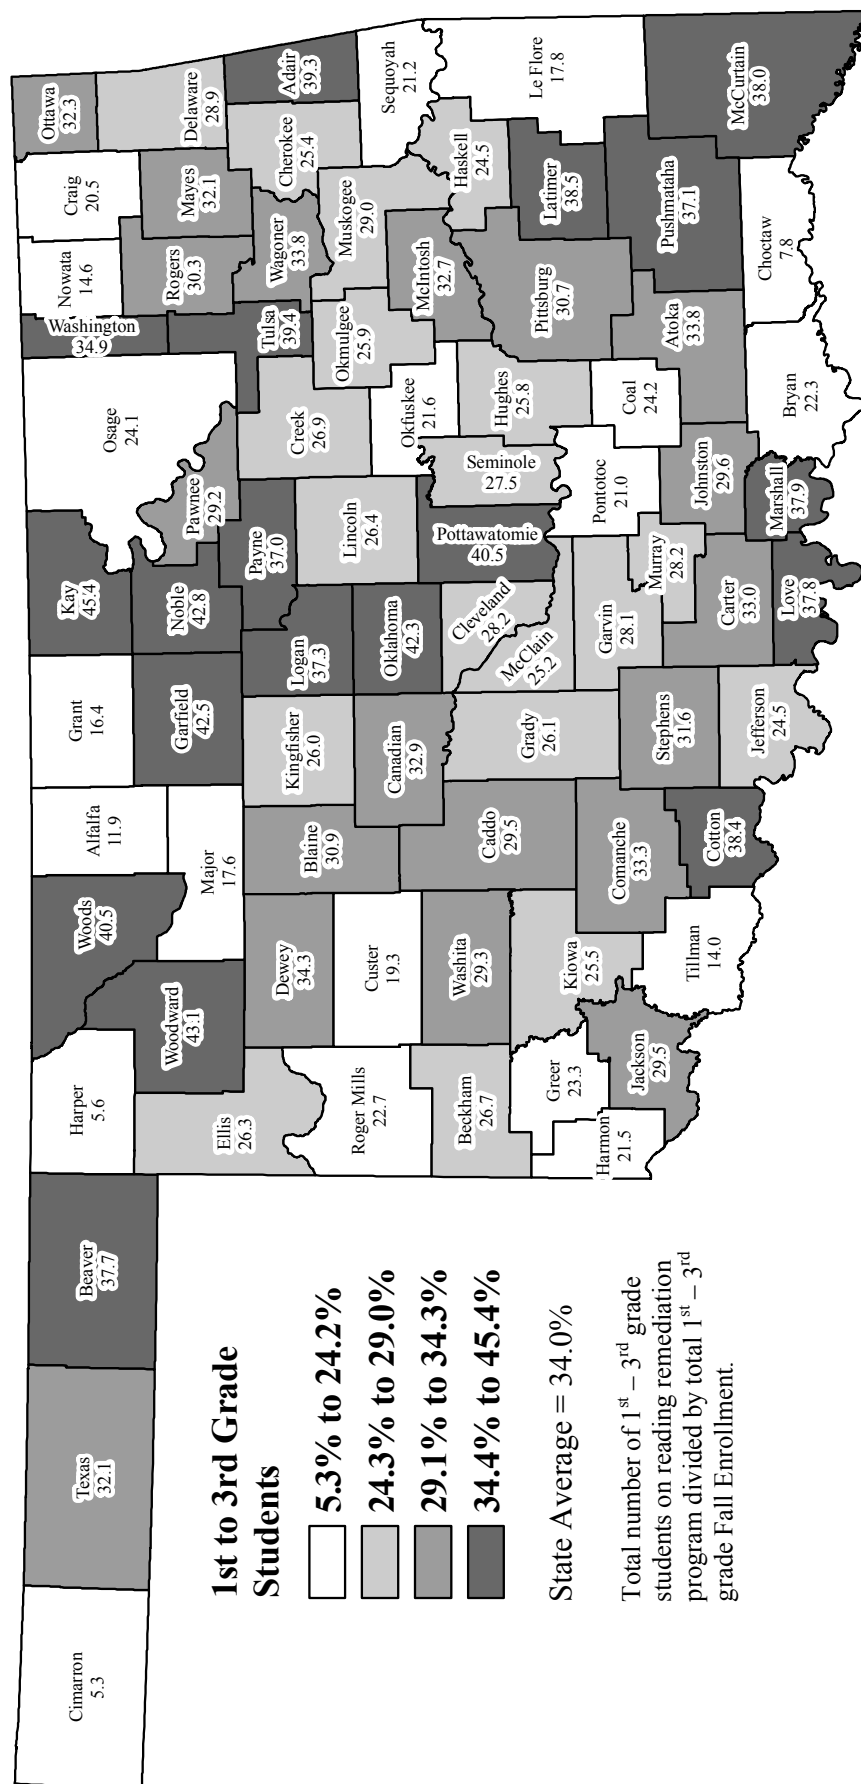 Cimarron
5.3
Texas
32.1
Beaver
37.7
Harper
5.6
Woods
40.5
Alfalfa
11.9
Grant
16.4
Kay
45.4
Osage
24.1
Washington
34.9
Nowata
14.6
Craig
20.5
Ottawa
32.3
Ellis
26.3
Woodward
43.1
Major
17.6
Garfield
42.5
Noble
42.8
Pawnee
29.2
Rogers
30.3
Mayes
32.1
Delaware
28.9
Roger Mills
22.7
Dewey
34.3
Blaine
30.9
Kingfisher
26.0
Logan
37.3
Payne
37.0
Creek
26.9
Tulsa
39.4
Wagoner
33.8
Cherokee
25.4
Adair
39.3
Custer
19.3
Canadian
32.9
Oklahoma
42.3
Lincoln
26.4
Okfuskee
21.6
Okmulgee
25.9
Muskogee
29.0
Sequoyah
21.2
Beckham
26.7
Washita
29.3
Caddo
29.5
Grady
26.1
Cleveland
28.2
McClain
25.2
Pottawatomie
40.5
Seminole
27.5
Hughes
25.8
McIntosh
32.7
Haskell
24.5
Le Flore
17.8
Harmon
21.5
Greer
23.3
Kiowa
25.5
Comanche
33.3
Stephens
31.6
Garvin
28.1
Murray
28.2
Pontotoc
21.0
Coal
24.2
Pittsburg
30.7
Latimer
38.5
Jackson
29.5
Tillman
14.0
Cotton
38.4
Jefferson
24.5
Carter
33.0
Love
37.8
Johnston
29.6
Marshall
37.9
Atoka
33.8
Bryan
22.3
Pushmataha
37.1
Choctaw
7.8
McCurtain
38.0
1st to 3rd Grade
Students
5.3% to 24.2%
24.3% to 29.0%
29.1% to 34.3%
34.4% to 45.4%
State Average = 34.0%
Total number of 1st – 3rd grade
students on reading remediation
program divided by total 1st – 3rd
grade Fall Enrollment.